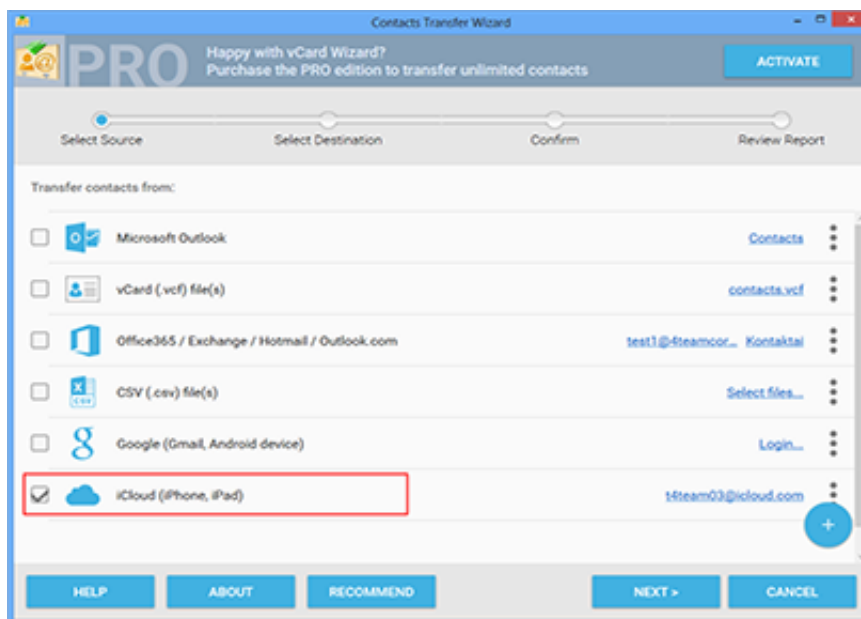 Contacts Transfer Wizard
PRO
Happy with vCard Wizard?
Purchase the PRO edition to transfer unlimited contacts
ACTIVATE
Select Source
Select Destination
Confirm
Review Report
Transfer contacts from:
Microsoft Outlook Contacts
vCard (.vcf) file(s) contacts.vcf
Office365 / Exchange / Hotmail / Outlook.com test1@4teamcor... Kontaktai
CSV (.csv) file(s) Select files...
Google (Gmail, Android device) Login...
iCloud (iPhone, iPad) t4team03@icloud.com
HELP
ABOUT
RECOMMEND
NEXT >
CANCEL